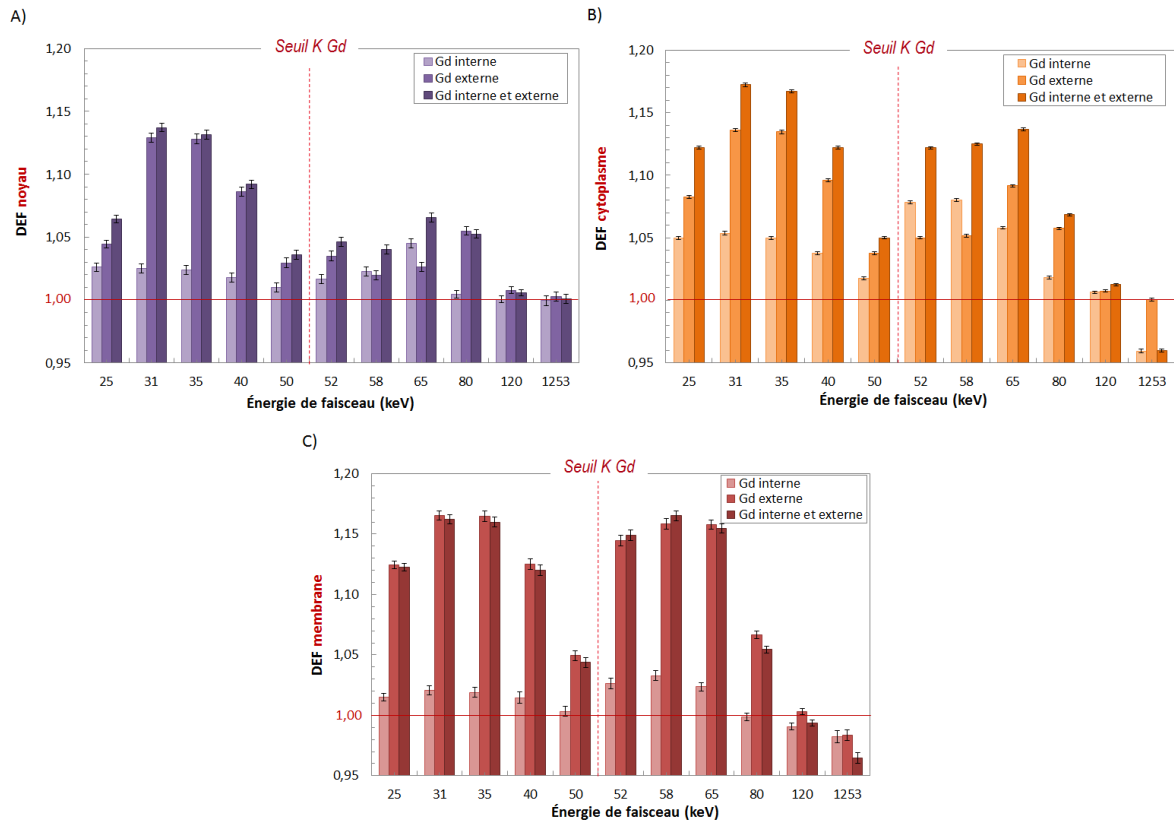 A)
Seuil K Gd
1,20
1,15
1,10
1,05
1,00
0,95
DEF noyau
Gd interne
Gd externe
Gd interne et externe
25 31 35 40 50 52 58 65 80 120 1253
Énergie de faisceau (keV)
B)
Seuil K Gd
1,20
1,15
1,10
1,05
1,00
0,95
DEF cytoplasme
Gd interne
Gd externe
Gd interne et externe
25 31 35 40 50 52 58 65 80 120 1253
Énergie de faisceau (keV)
C)
Seuil K Gd
1,20
1,15
1,10
1,05
1,00
0,95
DEF membrane
Gd interne
Gd externe
Gd interne et externe
25 31 35 40 50 52 58 65 80 120 1253
Énergie de faisceau (keV)